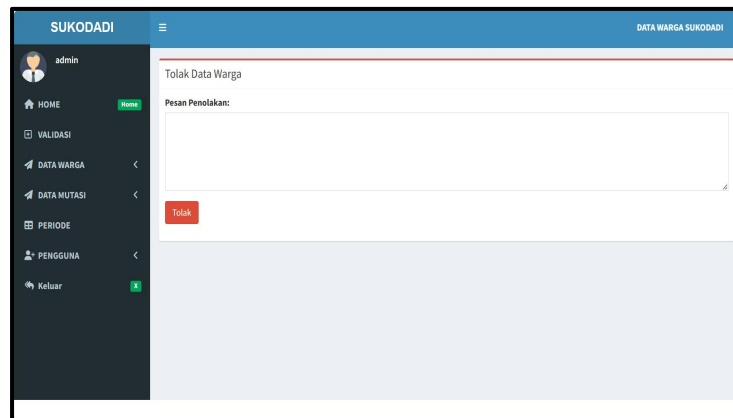 SUKODADI
DATA WARGA SUKODADI
admin
HOME Home
VALIDASI
DATA WARGA
DATA MUTASI
PERIODE
PENGGUNA
Keluar X
Tolak Data Warga
Pesan Penolakan:
Tolak